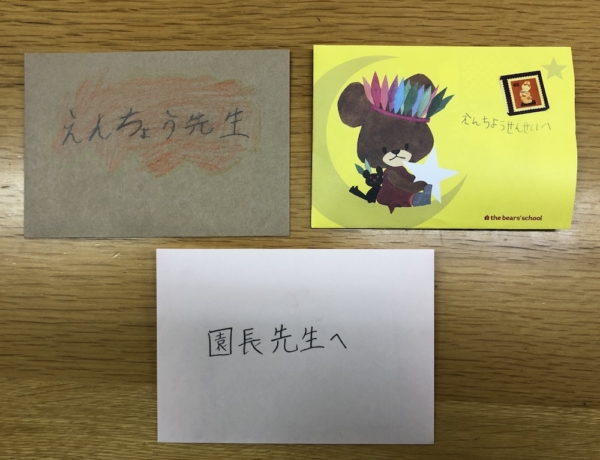 えんちょう先生
えんちょうせんせいへ
the bears' school
園長先生へ